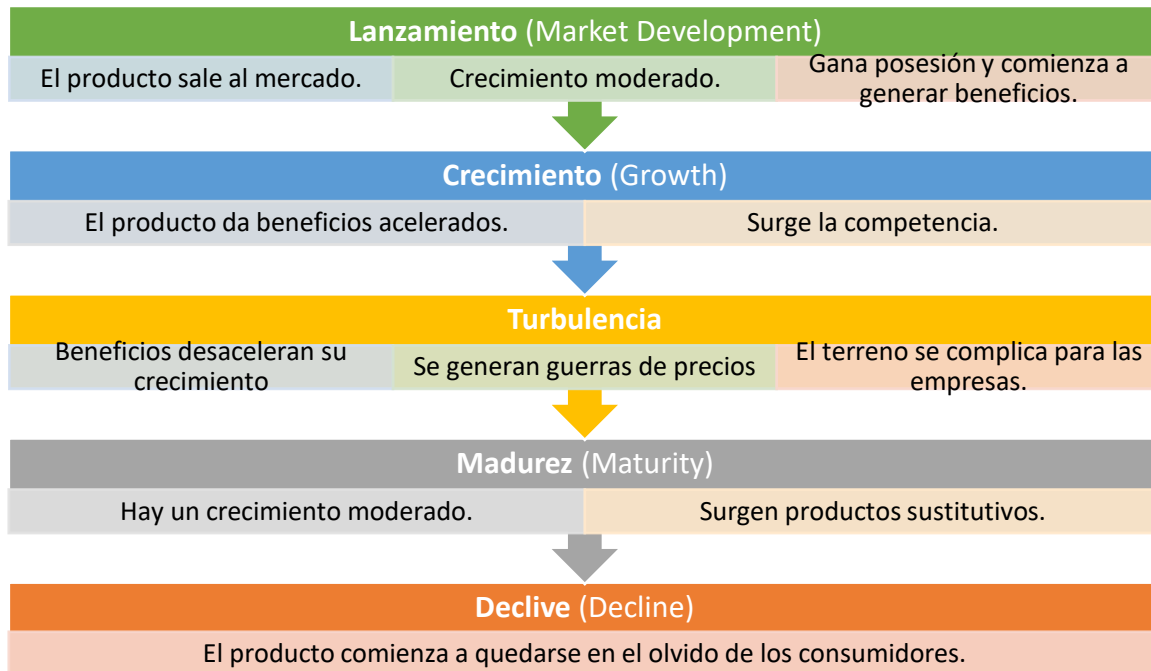 Lanzamiento (Market Development)
El producto sale al mercado.
Crecimiento moderado.
Gana posesión y comienza a
generar beneficios.
Crecimiento (Growth)
El producto da beneficios acelerados.
Surge la competencia.
Turbulencia
Beneficios desaceleran su
crecimiento
Se generan guerras de precios
El terreno se complica para las
empresas.
Madurez (Maturity)
Hay un crecimiento moderado.
Surgen productos sustitutivos.
Declive (Decline)
El producto comienza a quedarse en el olvido de los consumidores.